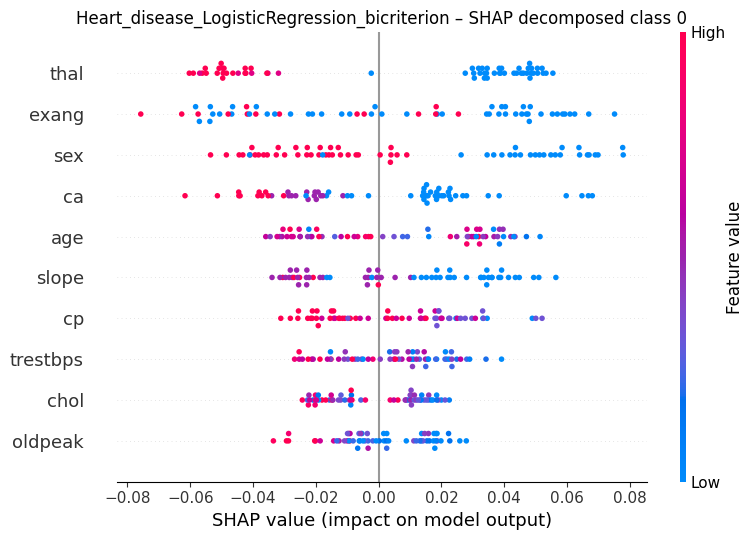 Heart_disease_LogisticRegression_bicriterion – SHAP decomposed class 0
High
thal
exang
sex
ca
age
slope
cp
trestbps
chol
oldpeak
Feature value
Low
−0.08 −0.06 −0.04 −0.02 0.00 0.02 0.04 0.06 0.08
SHAP value (impact on model output)